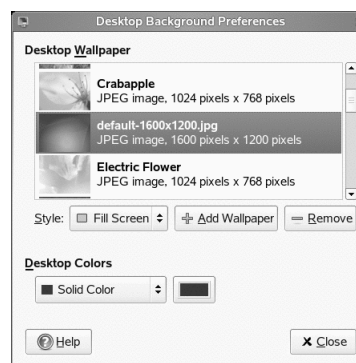 Desktop Background Preferences
Desktop Wallpaper
Crabapple
JPEG image, 1024 pixels x 768 pixels
default-1600x1200.jpg
JPEG image, 1600 pixels x 1200 pixels
Electric Flower
JPEG image, 1024 pixels x 768 pixels
Style: Fill Screen Add Wallpaper Remove
Desktop Colors
Solid Color
Help Close